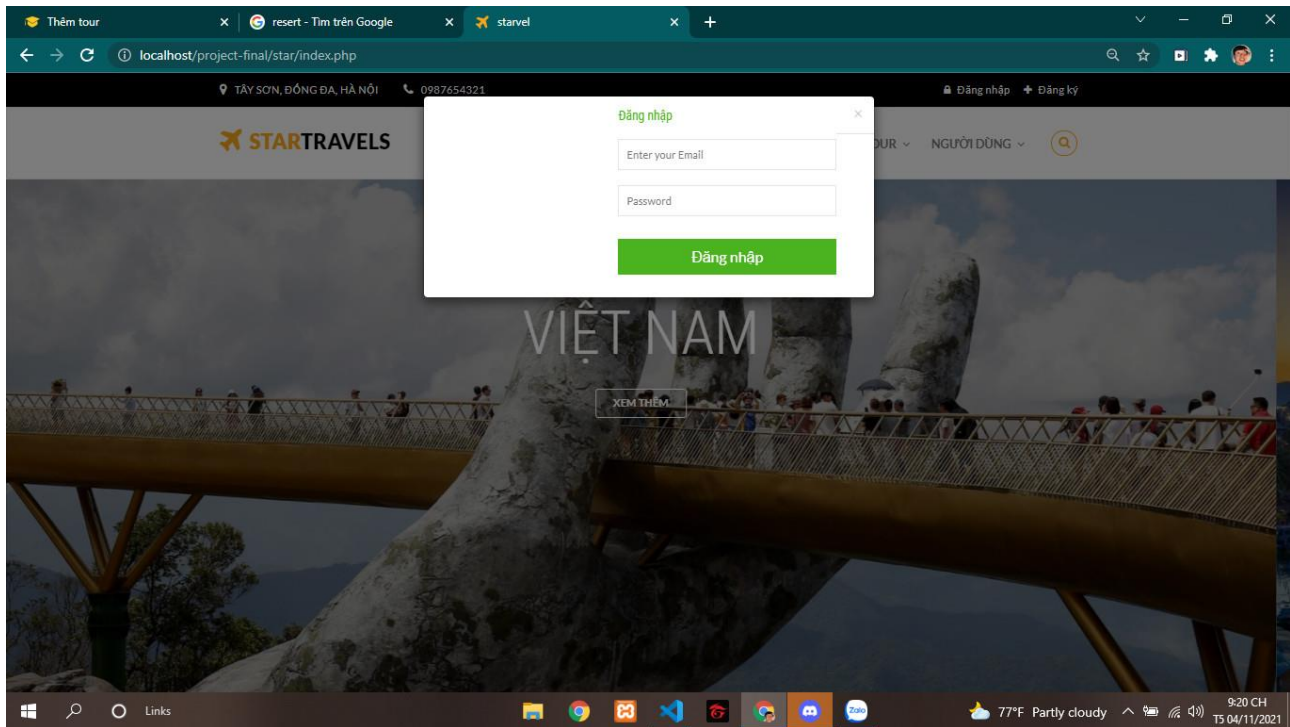 Thêm tour
resert - Tìm trên Google
starvel
localhost/project-final/star/index.php
TÂY SƠN, ĐỐNG ĐA, HÀ NỘI 0987654321 Đăng nhập Đăng ký
STARTRAVELS
OUR NGƯỜI DÙNG
Đăng nhập
Enter your Email
Password
Đăng nhập
VIỆT NAM
XEM THÊM
Links
Zalo
77°F Partly cloudy
9:20 CH
T5 04/11/2021